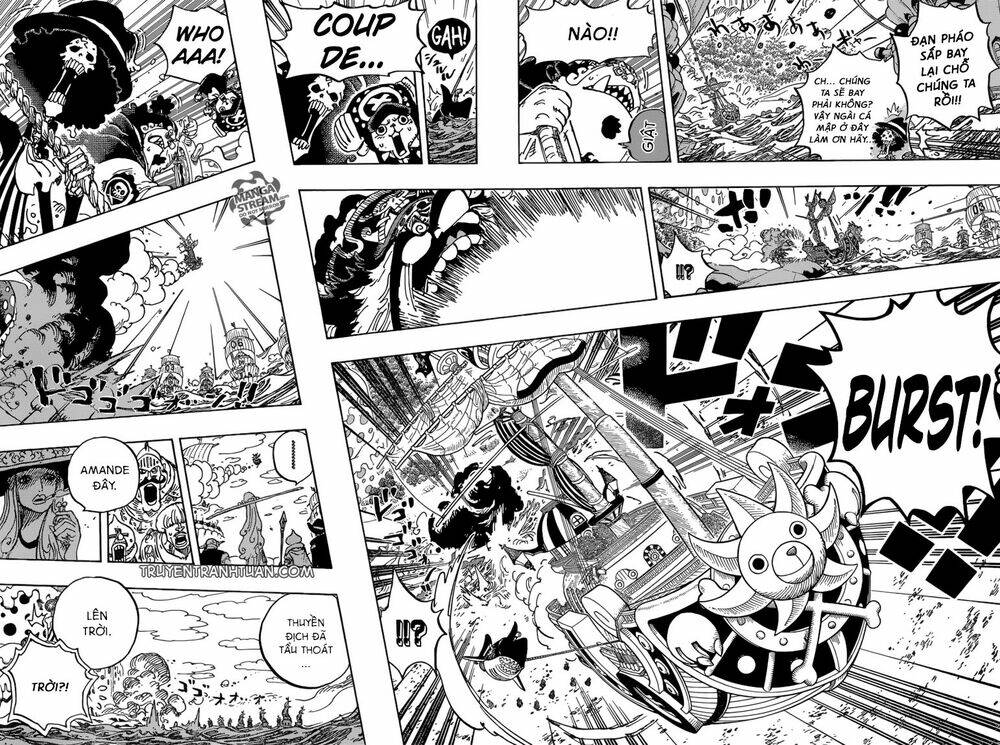 ĐẠN PHÁO
SẮP BAY
LẠI CHỖ
CHÚNG TA
RỒI!!!
CH... CHÚNG
TA SẼ BAY
PHẢI KHÔNG?
VẬY NGÀI CÁ
MẬP Ở ĐÂY
LÀM ƠN HÃY...
GẬT
NÀO!!
GAH!
COUP
DE...
WHO
AAA!
MANGA
STREAM
!!?
BURST!
!!?
AMANDE
ĐÂY.
TRUYENTRANHTUAN.COM
THUYỀN
ĐỊCH ĐÃ
TẨU THOÁT
...
LÊN
TRỜI.
TRỜI?!